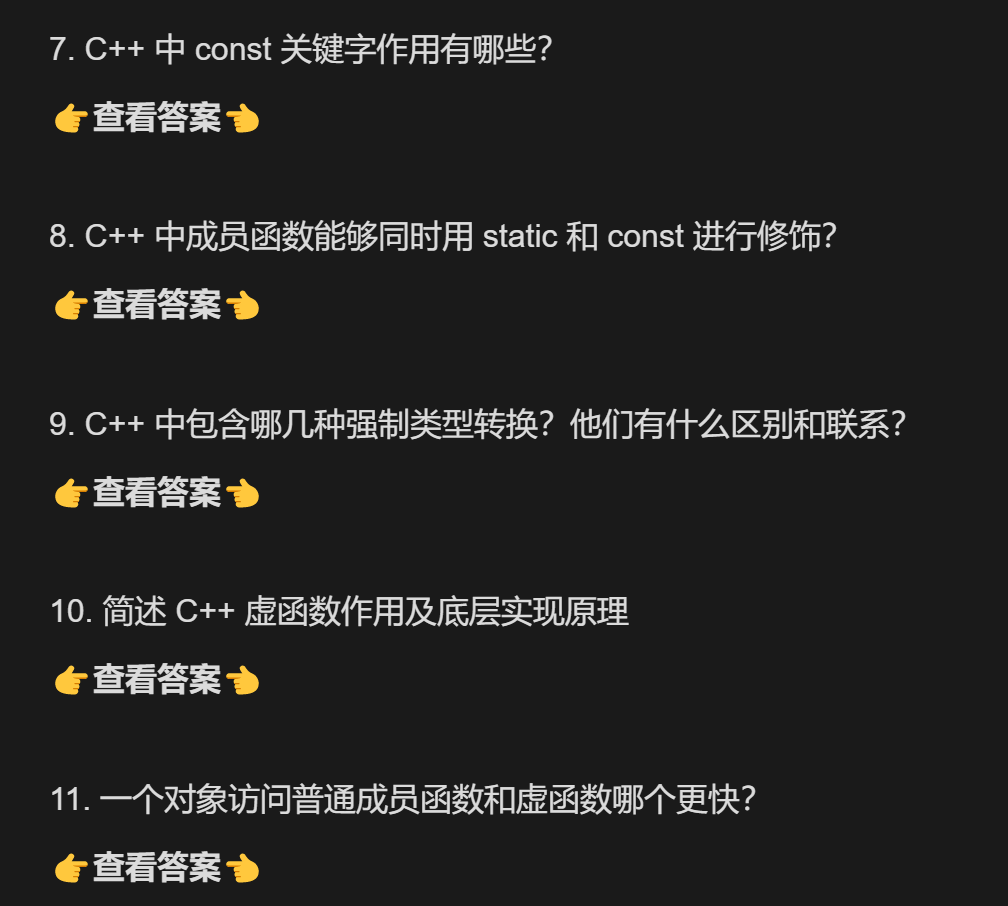 7. C++ 中 const 关键字作用有哪些？
👉查看答案👈
8. C++ 中成员函数能够同时用 static 和 const 进行修饰？
👉查看答案👈
9. C++ 中包含哪几种强制类型转换？他们有什么区别和联系？
👉查看答案👈
10. 简述 C++ 虚函数作用及底层实现原理
👉查看答案👈
11. 一个对象访问普通成员函数和虚函数哪个更快？
👉查看答案👈